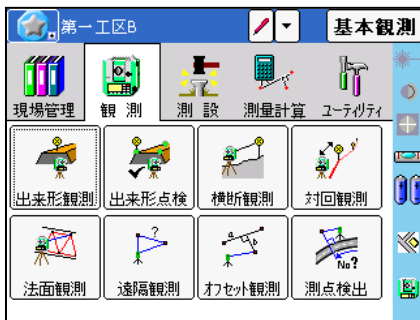 第一工区B
基本観測
現場管理 観 測 測 設 測量計算 ユーティリティ
出来形観測 出来形点検 横断観測 対回観測
?
a b
No?
法面観測 遠隔観測 オフセット観測 測点検出